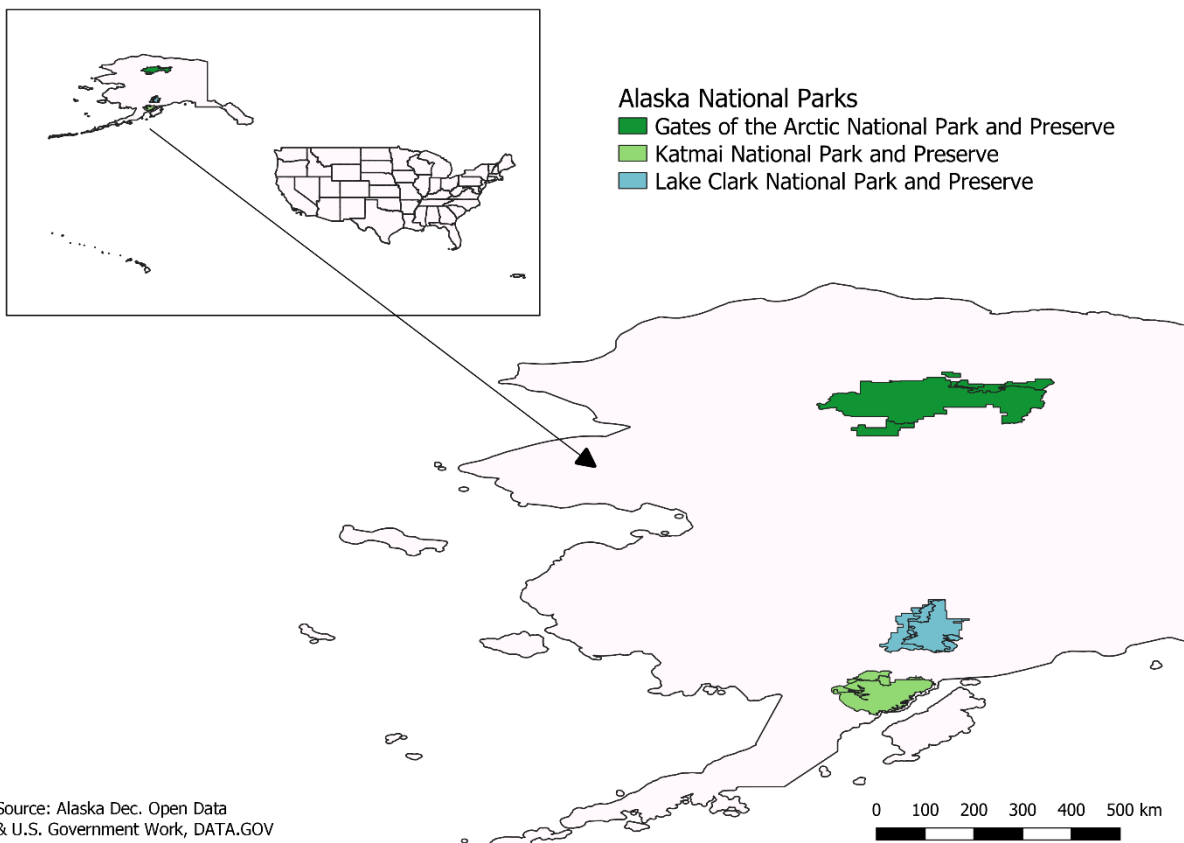 Alaska National Parks
Gates of the Arctic National Park and Preserve
Katmai National Park and Preserve
Lake Clark National Park and Preserve
Source: Alaska Dec. Open Data
& U.S. Government Work, DATA.GOV
0 100 200 300 400 500 km